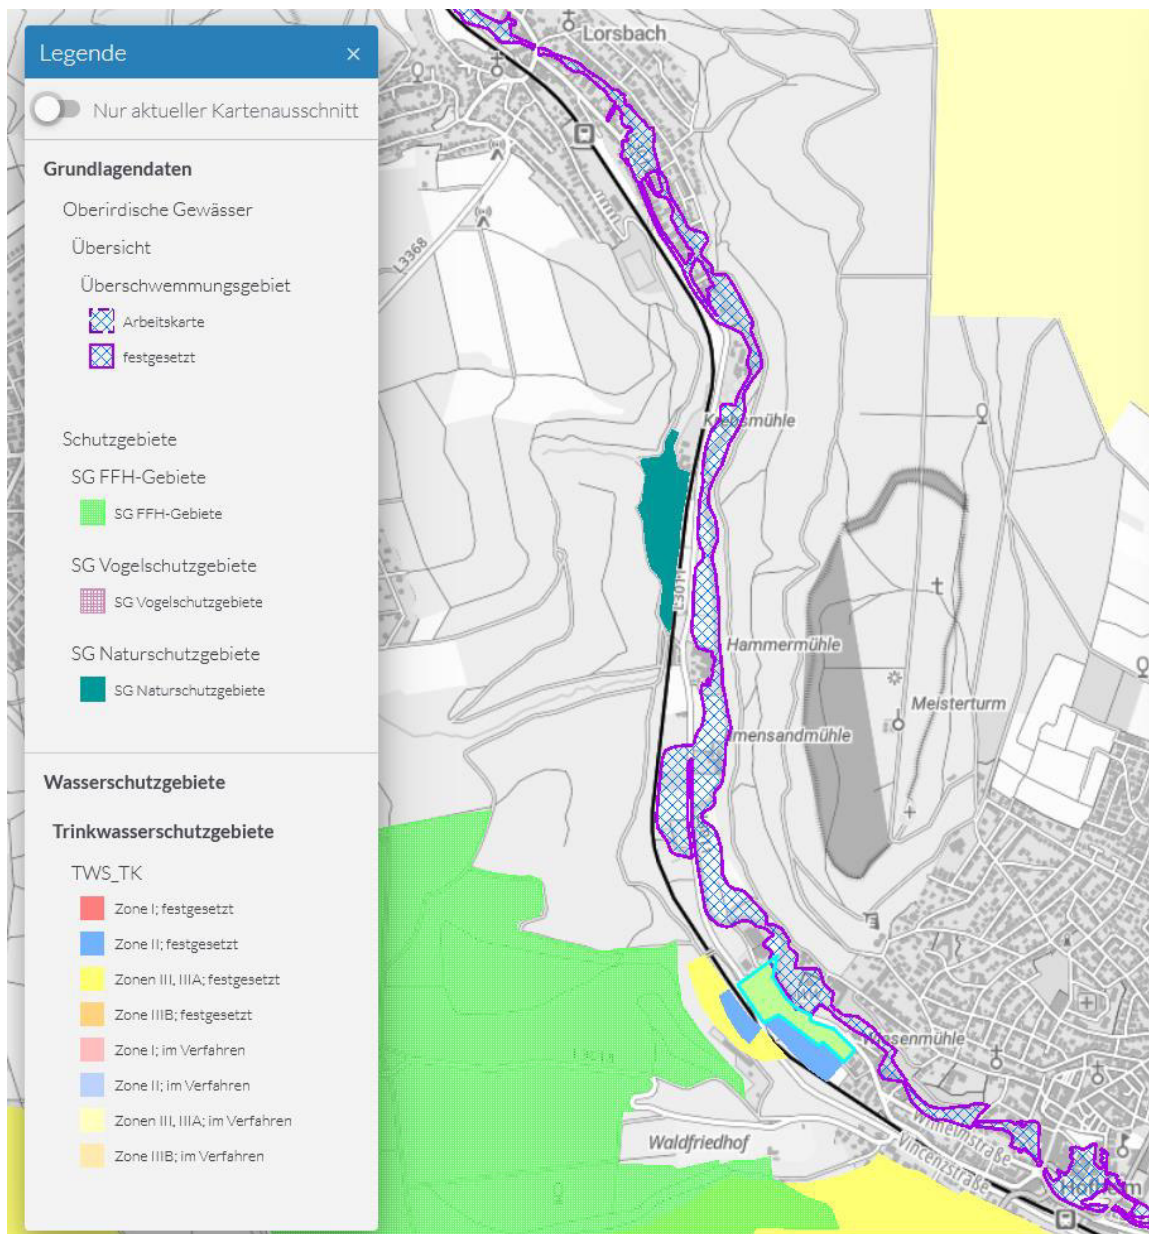 Legende ×
Nur aktueller Kartenausschnitt
Grundlagendaten
Oberirdische Gewässer
Übersicht
Überschwemmungsgebiet
Arbeitskarte
festgesetzt
Schutzgebiete
SG FFH-Gebiete
SG FFH-Gebiete
SG Vogelschutzgebiete
SG Vogelschutzgebiete
SG Naturschutzgebiete
SG Naturschutzgebiete
Wasserschutzgebiete
Trinkwasserschutzgebiete
TWS_TK
Zone I; festgesetzt
Zone II; festgesetzt
Zonen III, IIIA; festgesetzt
Zone IIIB; festgesetzt
Zone I; im Verfahren
Zone II; im Verfahren
Zonen III, IIIA; im Verfahren
Zone IIIB; im Verfahren
Lorsbach
L3368
Krebsmühle
L3011
Hammermühle
Meisterturm
mensandmühle
Wiesenmühle
Wilhelmstraße
Vincenzstraße
Waldfriedhof
Hofheim